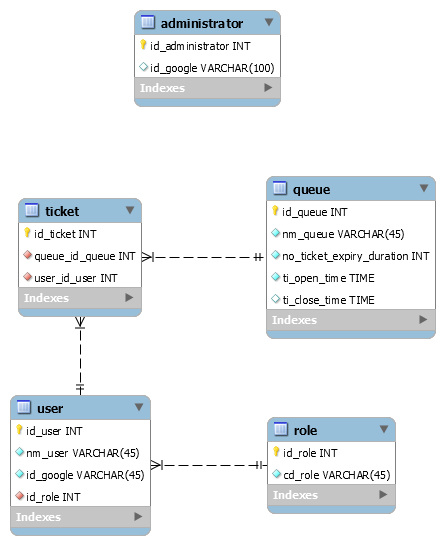 administrator
id_administrator INT
id_google VARCHAR(100)
Indexes
ticket
id_ticket INT
queue_id_queue INT
user_id_user INT
Indexes
queue
id_queue INT
nm_queue VARCHAR(45)
no_ticket_expiry_duration INT
ti_open_time TIME
ti_close_time TIME
Indexes
user
id_user INT
nm_user VARCHAR(45)
id_google VARCHAR(45)
id_role INT
Indexes
role
id_role INT
cd_role VARCHAR(45)
Indexes